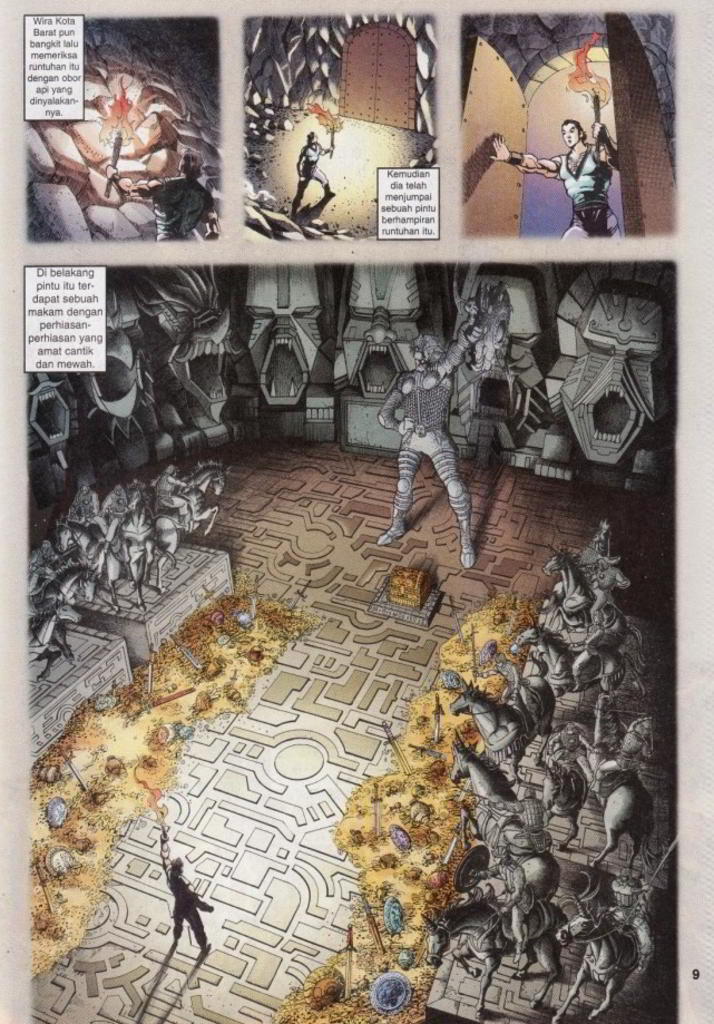 Wira Kota
Barat pun
bangkit lalu
memeriksa
runtuhan itu
dengan obor
api yang
dinyalakan-
nya.
Kemudian
dia telah
menjumpai
sebuah pintu
berhampiran
runtuhan itu.
Di belakang
pintu itu ter-
dapat sebuah
makam dengan
perhiasan-
perhiasan yang
amat cantik
dan mewah.
9